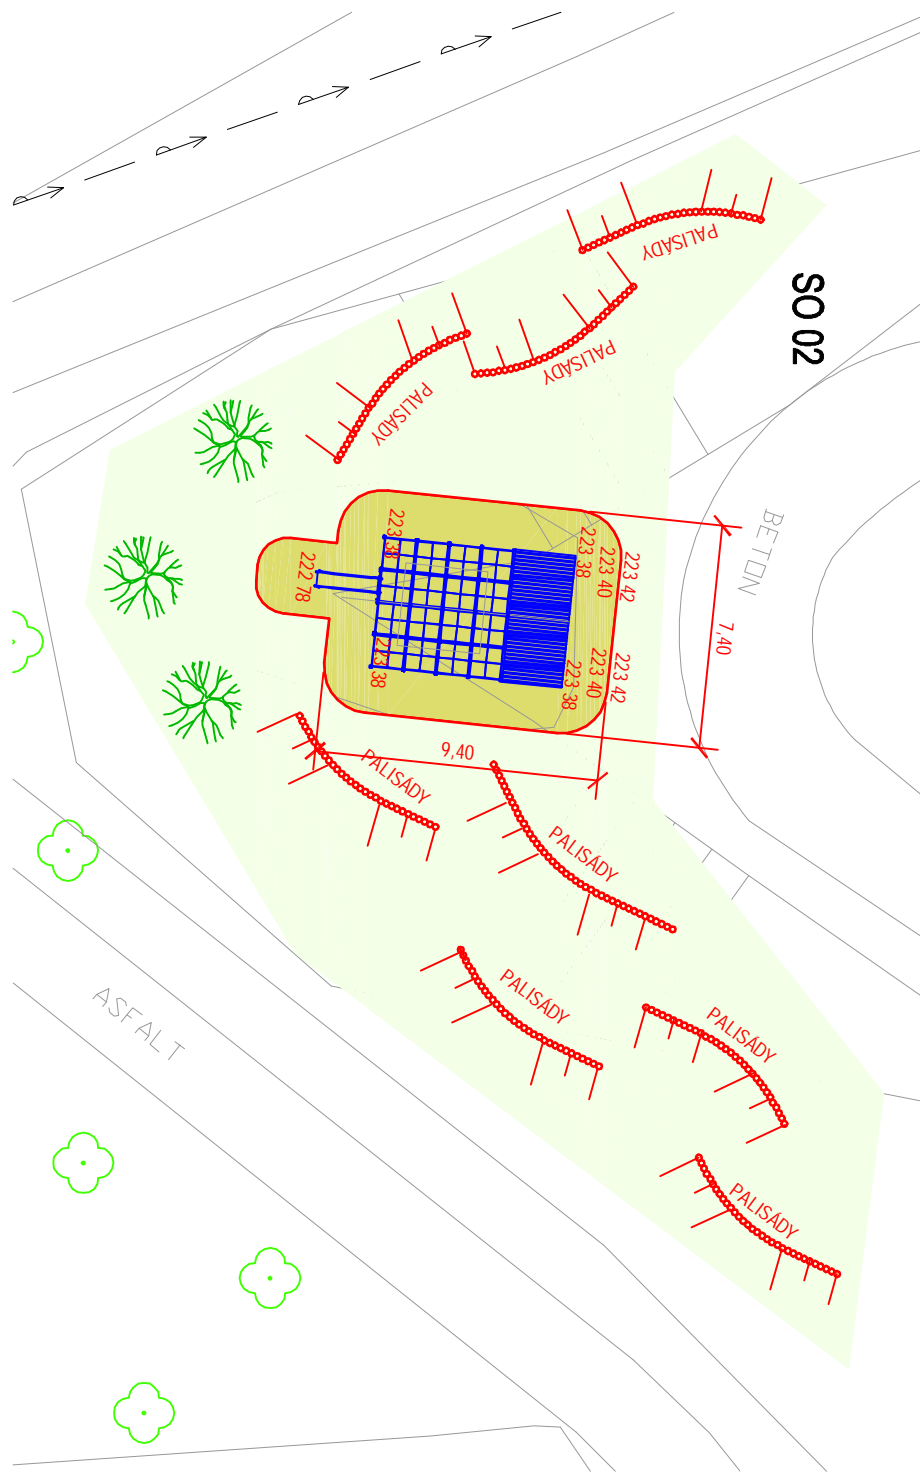 PALISÁDY
SO 02
PALISÁDY
PALISÁDY
BETON
223 38
223 38
223 40
223 42
222 78
7,40
223 38
223 38
223 40
223 42
9,40
PALISÁDY
PALISÁDY
PALISÁDY
PALISÁDY
ASFALT
PALISÁDY